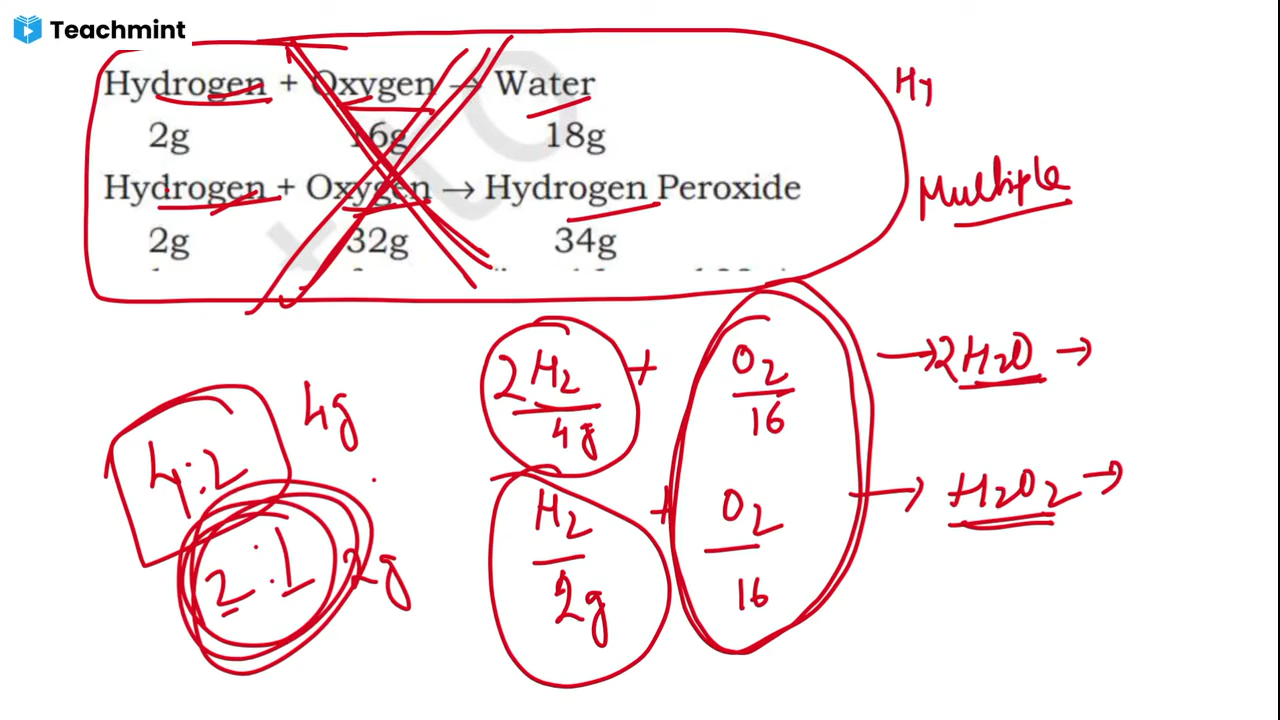 Teachmint
Hydrogen + Oxygen → Water
2g 16g 18g
Hydrogen + Oxygen → Hydrogen Peroxide
2g 32g 34g
Hy
Multiple
2H2 + O2 → 2H2O →
4g 16
H2 + O2 → H2O2 →
2g 16
4g
4:2
2:1 2g